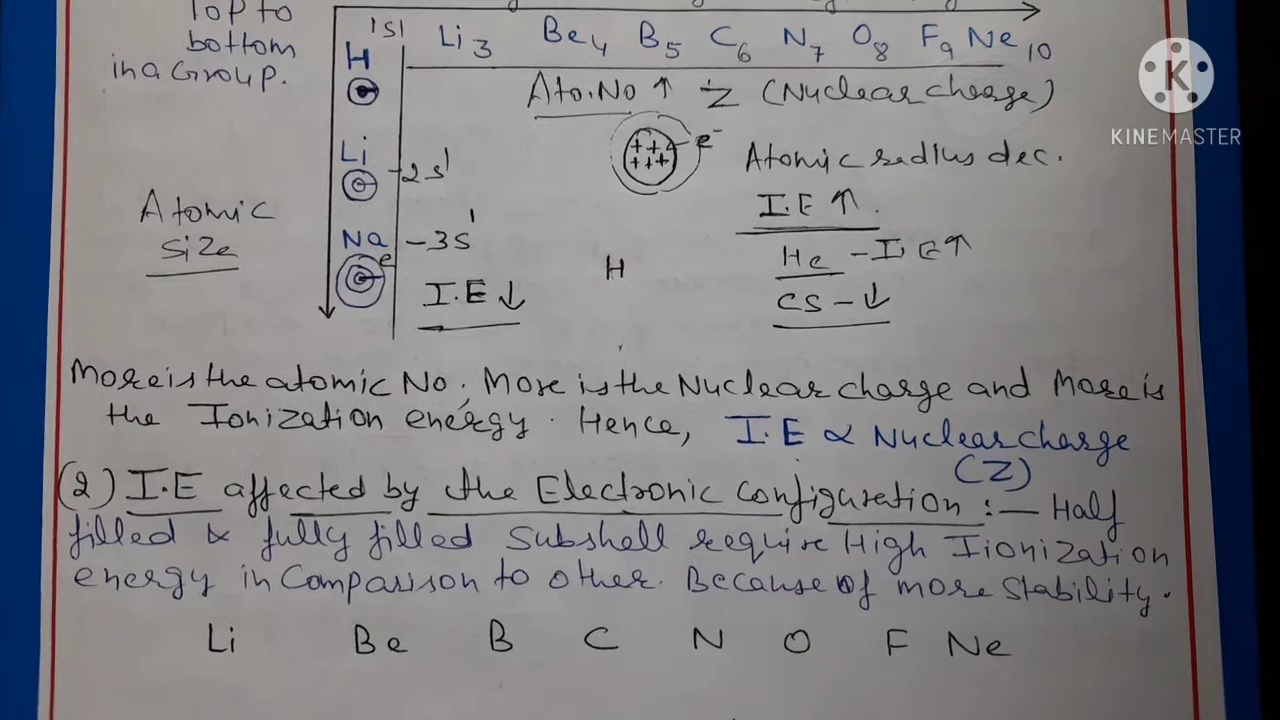 Top to
bottom
in a Group.
1s1
H
Li3 Be4 B5 C6 N7 O8 F9 Ne10
Ato. No ↑ Z (Nuclear charge)
K
KINEMASTER
Li - 2s1
++ ++ e-
Atomic radius dec.
I.E ↑
Atomic
size
Na - 3s1
e
H
He - I.E ↑
I.E ↓
Cs - ↓
More is the atomic No, More is the Nuclear charge and More is
the Ionization energy. Hence, I.E ∝ Nuclear charge
(Z)
(2) I.E affected by the Electronic Configuration :— Half
filled & fully filled Subshell require High Iionization
energy in Comparison to other. Because of more Stability.
Li Be B C N O F Ne